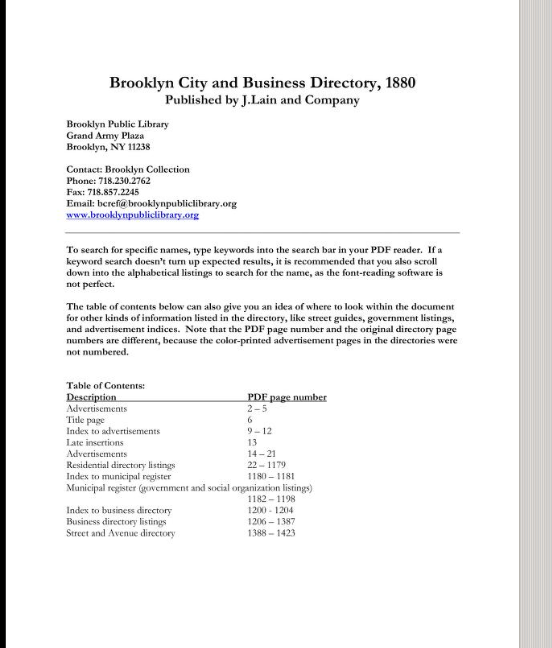 Brooklyn City and Business Directory, 1880
Published by J.Lain and Company
Brooklyn Public Library
Grand Army Plaza
Brooklyn, NY 11238
Contact: Brooklyn Collection
Phone: 718.230.2762
Fax: 718.857.2245
Email: bcref@brooklynpubliclibrary.org
www.brooklynpubliclibrary.org
To search for specific names, type keywords into the search bar in your PDF reader. If a
keyword search doesn't turn up expected results, it is recommended that you also scroll
down into the alphabetical listings to search for the name, as the font-reading software is
not perfect.
The table of contents below can also give you an idea of where to look within the document
for other kinds of information listed in the directory, like street guides, government listings,
and advertisement indices. Note that the PDF page number and the original directory page
numbers are different, because the color-printed advertisement pages in the directories were
not numbered.
Table of Contents:
Description PDF page number
Advertisements 2 – 5
Title page 6
Index to advertisements 9 – 12
Late insertions 13
Advertisements 14 – 21
Residential directory listings 22 – 1179
Index to municipal register 1180 – 1181
Municipal register (government and social organization listings)
1182 – 1198
Index to business directory 1200 - 1204
Business directory listings 1206 – 1387
Street and Avenue directory 1388 – 1423